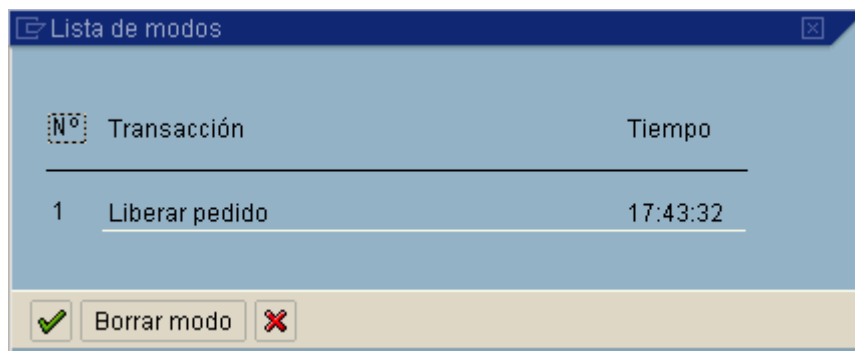 Lista de modos
Nº Transacción Tiempo
1 Liberar pedido 17:43:32
Borrar modo